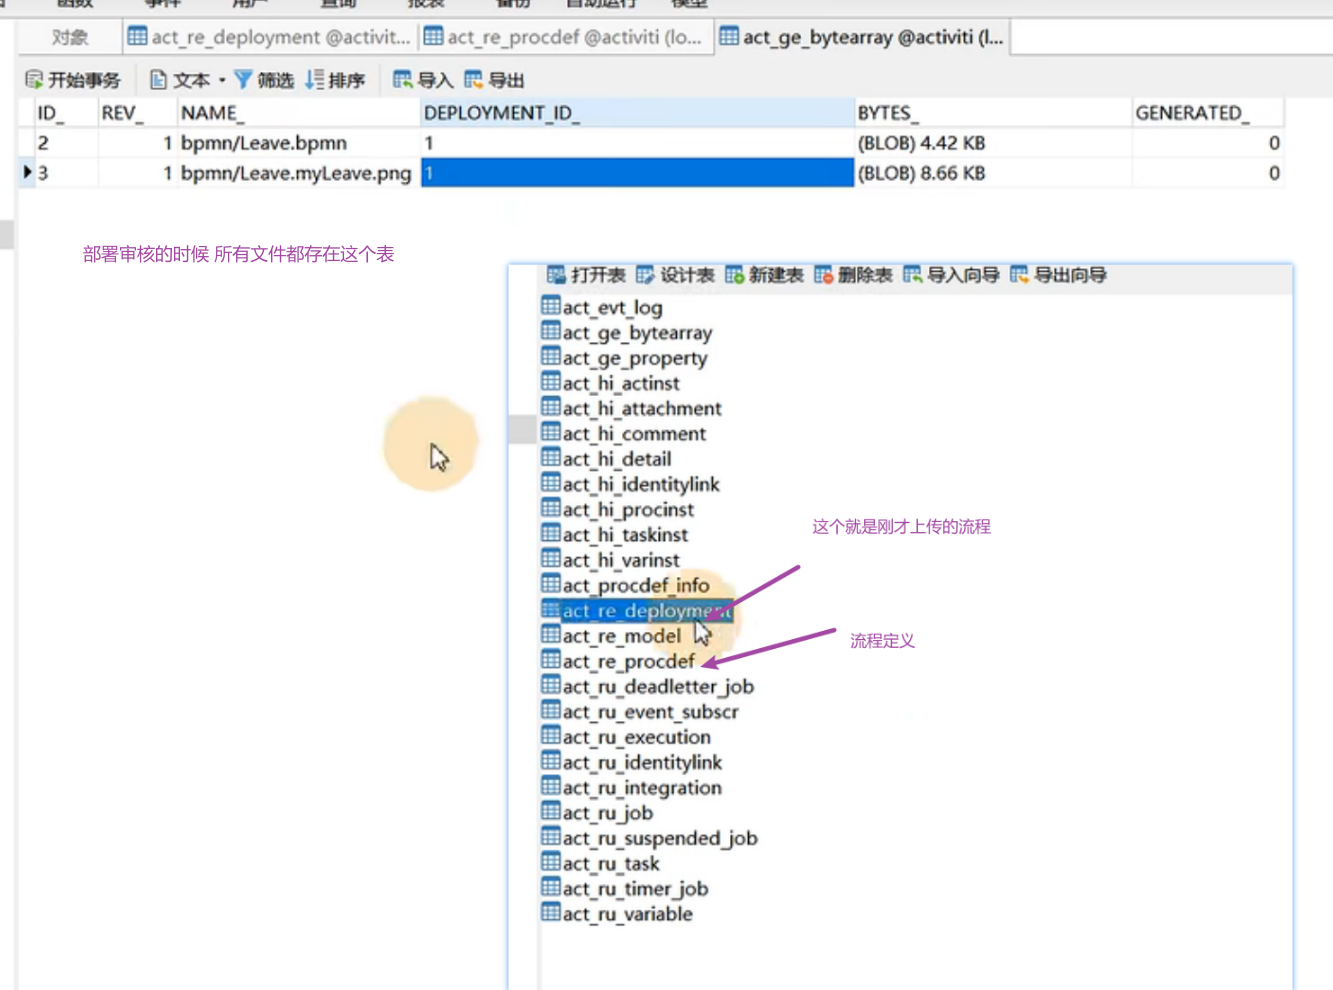 函数 事件 用户 查询 报表 备份 自动运行 模型
对象 act_re_deployment @activit... act_re_procdef @activiti (lo... act_ge_bytearray @activiti (l...
开始事务 文本 筛选 排序 导入 导出
ID_ REV_ NAME_ DEPLOYMENT_ID_ BYTES_ GENERATED_
2 1 bpmn/Leave.bpmn 1 (BLOB) 4.42 KB 0
3 1 bpmn/Leave.myLeave.png 1 (BLOB) 8.66 KB 0
部署审核的时候 所有文件都存在这个表
打开表 设计表 新建表 删除表 导入向导 导出向导
act_evt_log
act_ge_bytearray
act_ge_property
act_hi_actinst
act_hi_attachment
act_hi_comment
act_hi_detail
act_hi_identitylink
act_hi_procinst
这个就是刚才上传的流程
act_hi_taskinst
act_hi_varinst
act_procdef_info
act_re_deployment
act_re_model
流程定义
act_re_procdef
act_ru_deadletter_job
act_ru_event_subscr
act_ru_execution
act_ru_identitylink
act_ru_integration
act_ru_job
act_ru_suspended_job
act_ru_task
act_ru_timer_job
act_ru_variable